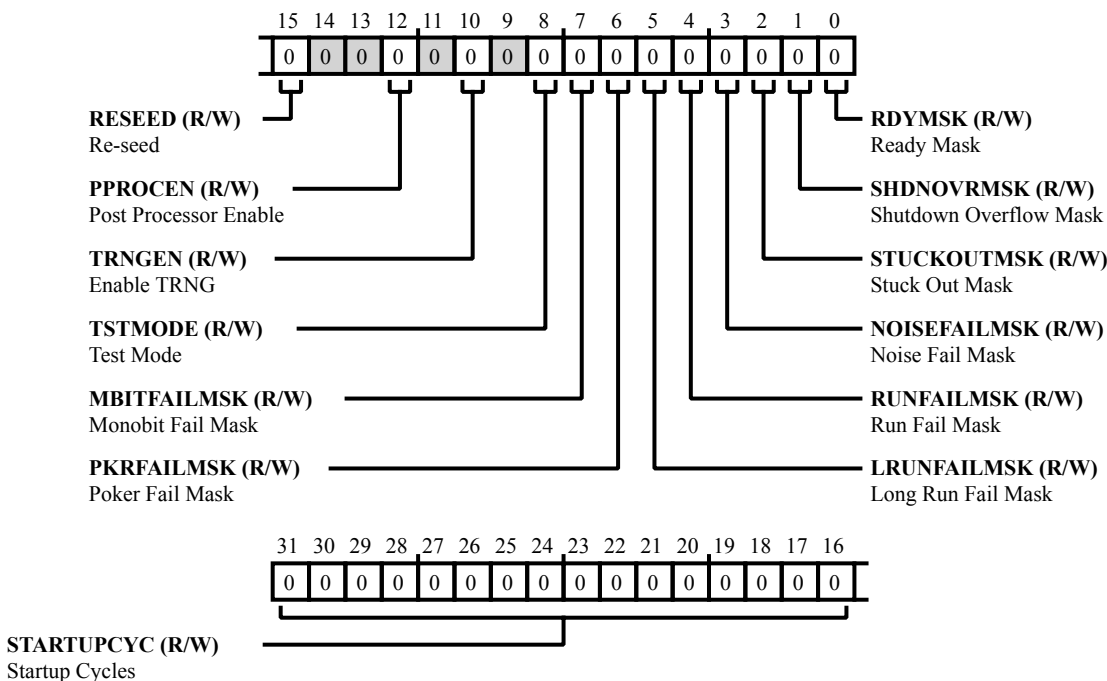 15 14 13 12 11 10 9 8 7 6 5 4 3 2 1 0
0 0 0 0 0 0 0 0 0 0 0 0 0 0 0 0
RESEED (R/W)
Re-seed
PPROCEN (R/W)
Post Processor Enable
TRNGEN (R/W)
Enable TRNG
TSTMODE (R/W)
Test Mode
MBITFAILMSK (R/W)
Monobit Fail Mask
PKRFAILMSK (R/W)
Poker Fail Mask
RDYMSK (R/W)
Ready Mask
SHDNOVRMSK (R/W)
Shutdown Overflow Mask
STUCKOUTMSK (R/W)
Stuck Out Mask
NOISEFAILMSK (R/W)
Noise Fail Mask
RUNFAILMSK (R/W)
Run Fail Mask
LRUNFAILMSK (R/W)
Long Run Fail Mask
31 30 29 28 27 26 25 24 23 22 21 20 19 18 17 16
0 0 0 0 0 0 0 0 0 0 0 0 0 0 0 0
STARTUPCYC (R/W)
Startup Cycles